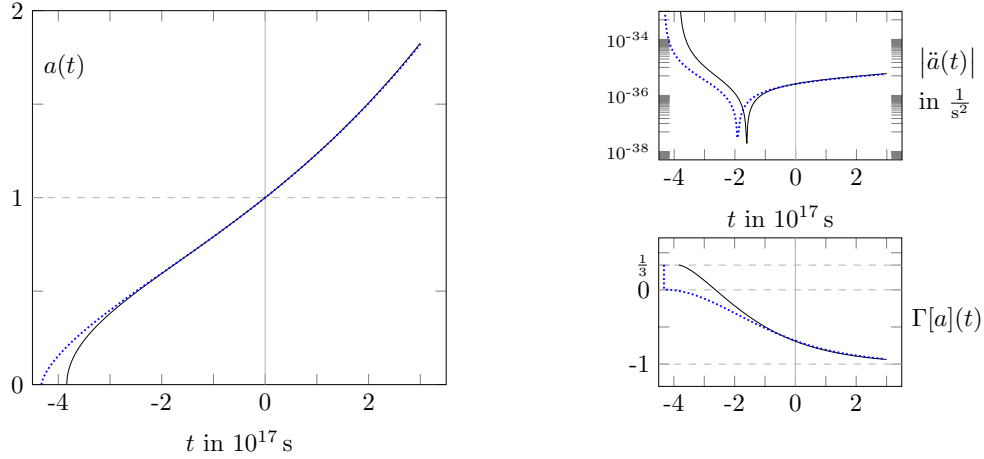 2
a(t)
1
0
-4 -2 0 2
t in 10^17 s
10^-34
10^-36
10^-38
|ä(t)|
in 1/s^2
-4 -2 0 2
t in 10^17 s
1/3
0
-1
Γ[a](t)
-4 -2 0 2